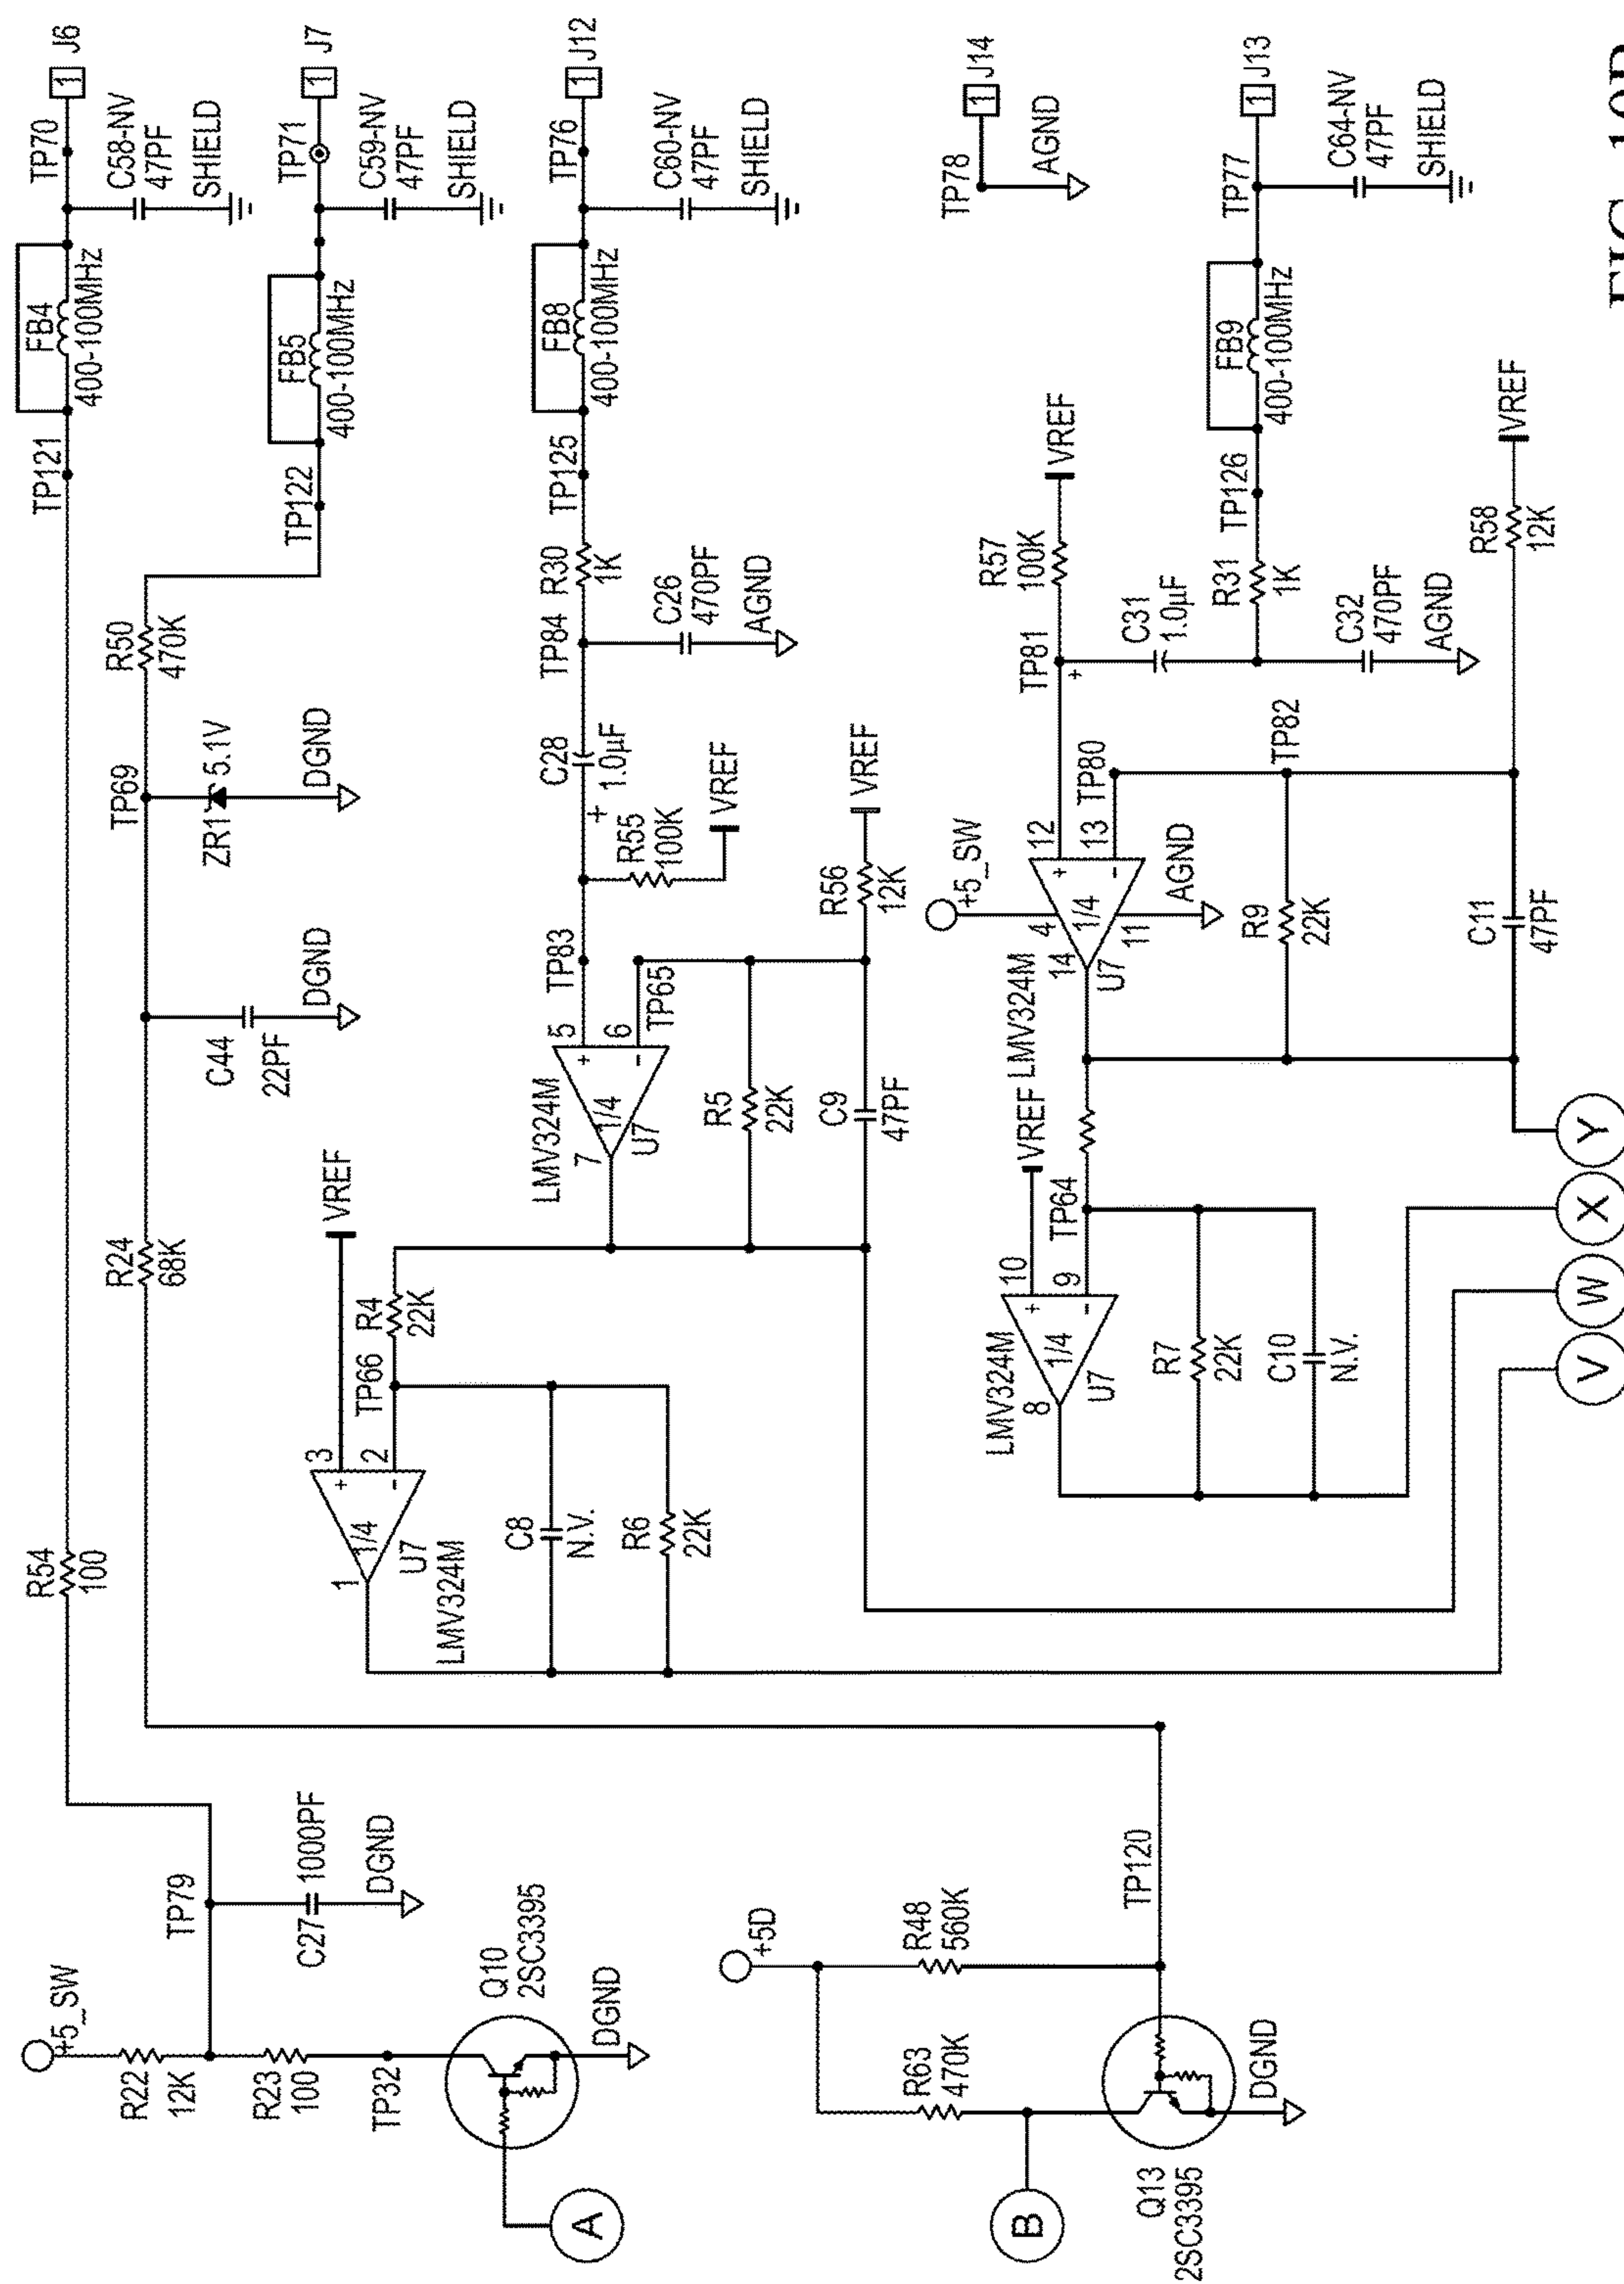 J6
1
TP70
C58-NV
47PF
SHIELD
FB4
400-100MHz
TP121
R54
100
J7
1
TP71
C59-NV
47PF
SHIELD
FB5
400-100MHz
TP122
R50
470K
TP69
ZR1
5.1V
DGND
C44
22PF
DGND
R24
68K
J12
1
TP76
C60-NV
47PF
SHIELD
FB8
400-100MHz
TP125
R30
1K
TP84
C26
470PF
AGND
C28
1.0µF
+
R55
100K
VREF
TP83
5
+
6
-
TP65
LMV324M
1/4
7
U7
R5
22K
C9
47PF
R56
12K
VREF
VREF
R4
22K
TP66
3
+
2
-
1/4
1
U7
LMV324M
C8
N.V.
R6
22K
J14
1
TP78
AGND
J13
1
TP77
C64-NV
47PF
SHIELD
FB9
400-100MHz
TP126
R31
1K
C32
470PF
AGND
VREF
R57
100K
TP81
+
C31
1.0µF
VREF
R58
12K
TP80
TP82
+5_SW
12
+
13
-
4
1/4
11
14
U7
AGND
LMV324M
R9
22K
C11
47PF
VREF
TP64
10
+
9
-
LMV324M
1/4
8
U7
R7
22K
C10
N.V.
Y
X
W
V
+5_SW
R22
12K
R23
100
TP79
C27
1000PF
DGND
TP32
Q10
2SC3395
DGND
A
+5D
R48
560K
R63
470K
TP120
B
Q13
2SC3395
DGND